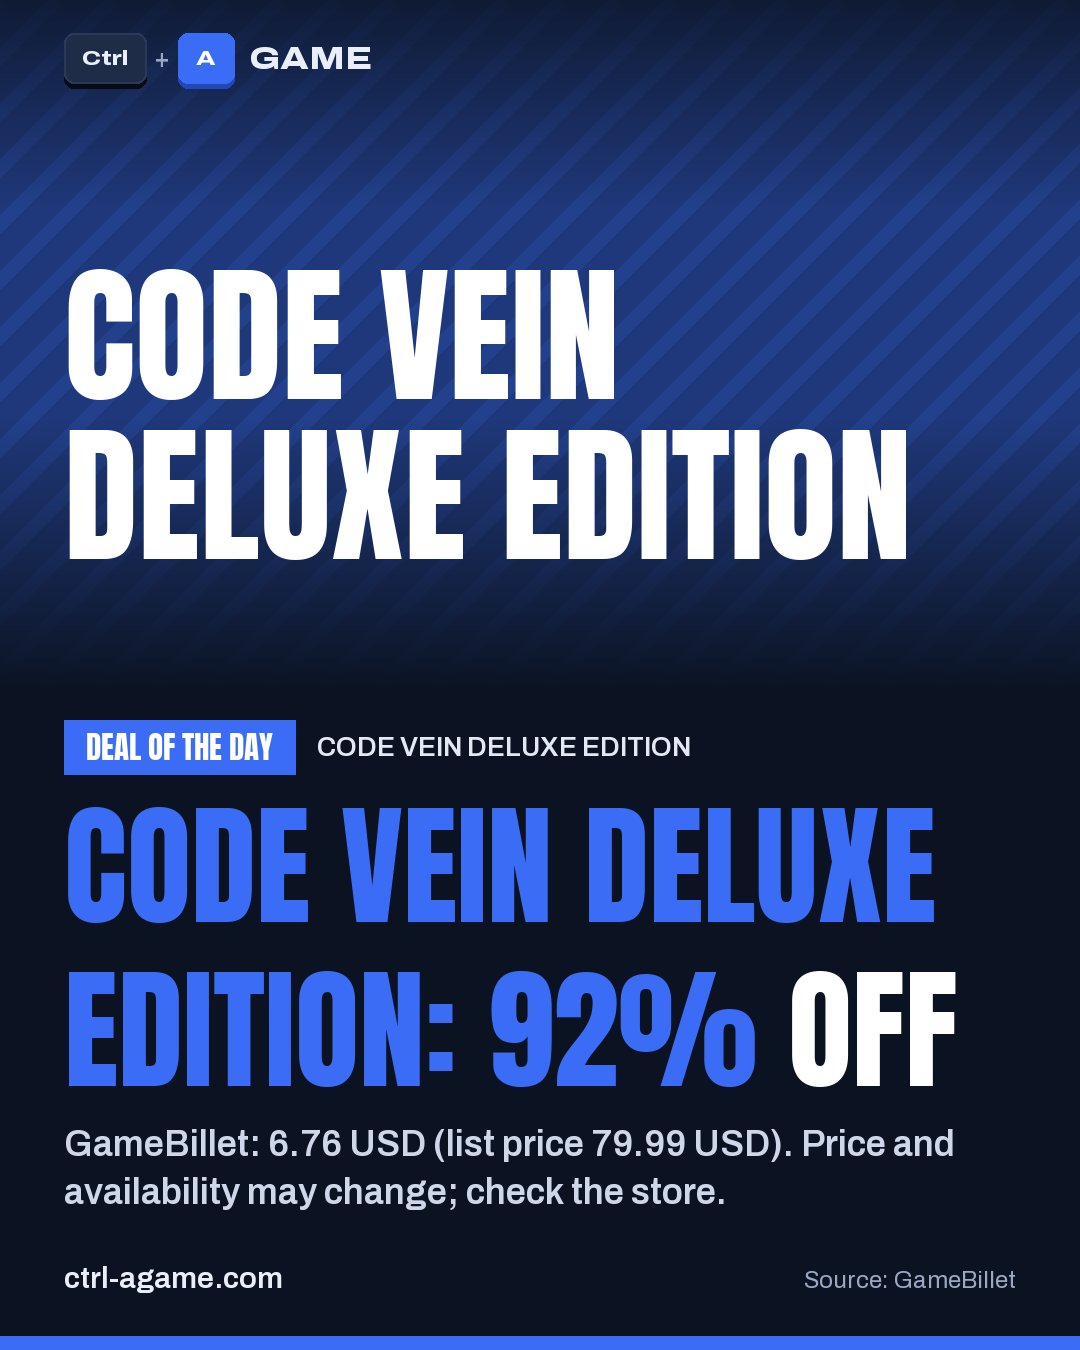 Ctrl + A GAME
CODE VEIN
DELUXE EDITION
DEAL OF THE DAY CODE VEIN DELUXE EDITION
CODE VEIN DELUXE
EDITION: 92% OFF
GameBillet: 6.76 USD (list price 79.99 USD). Price and
availability may change; check the store.
ctrl-agame.com Source: GameBillet